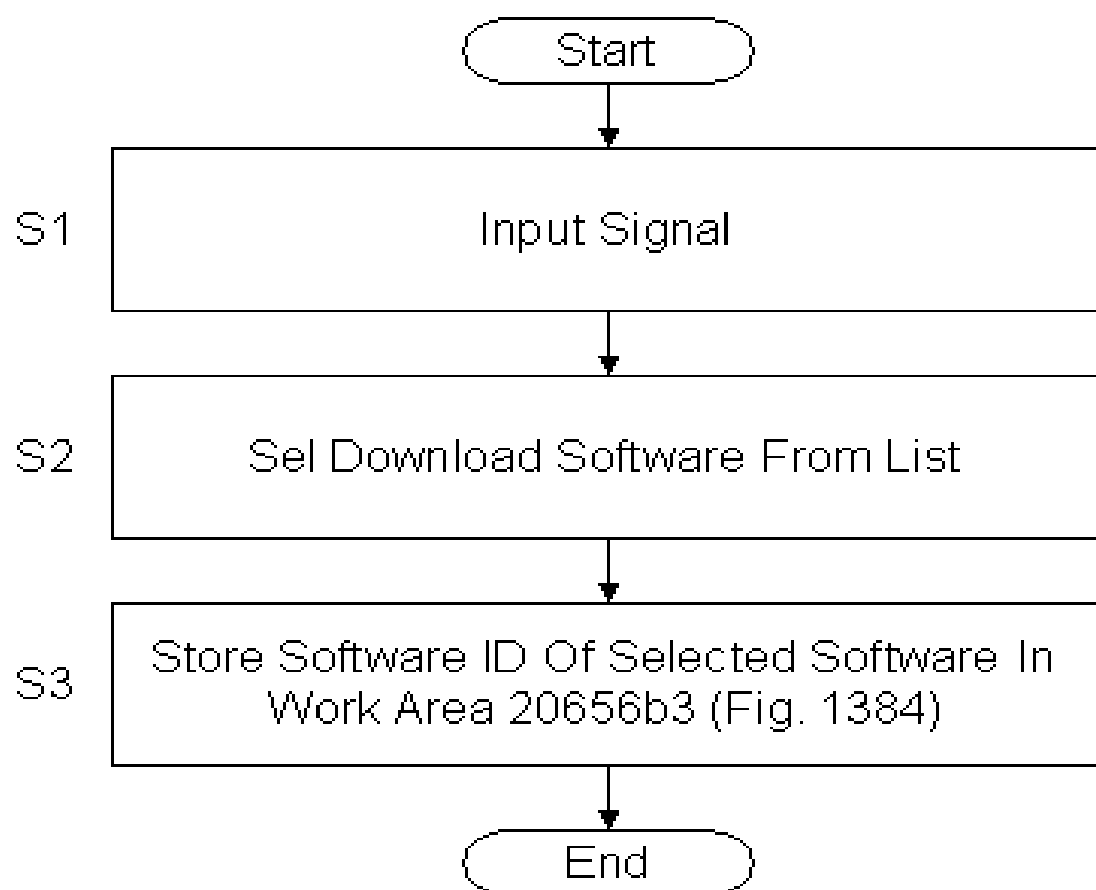 Start
S1
Input Signal
S2
Sel Download Software From List
S3
Store Software ID Of Selected Software In
Work Area 20656b3 (Fig. 1384)
End